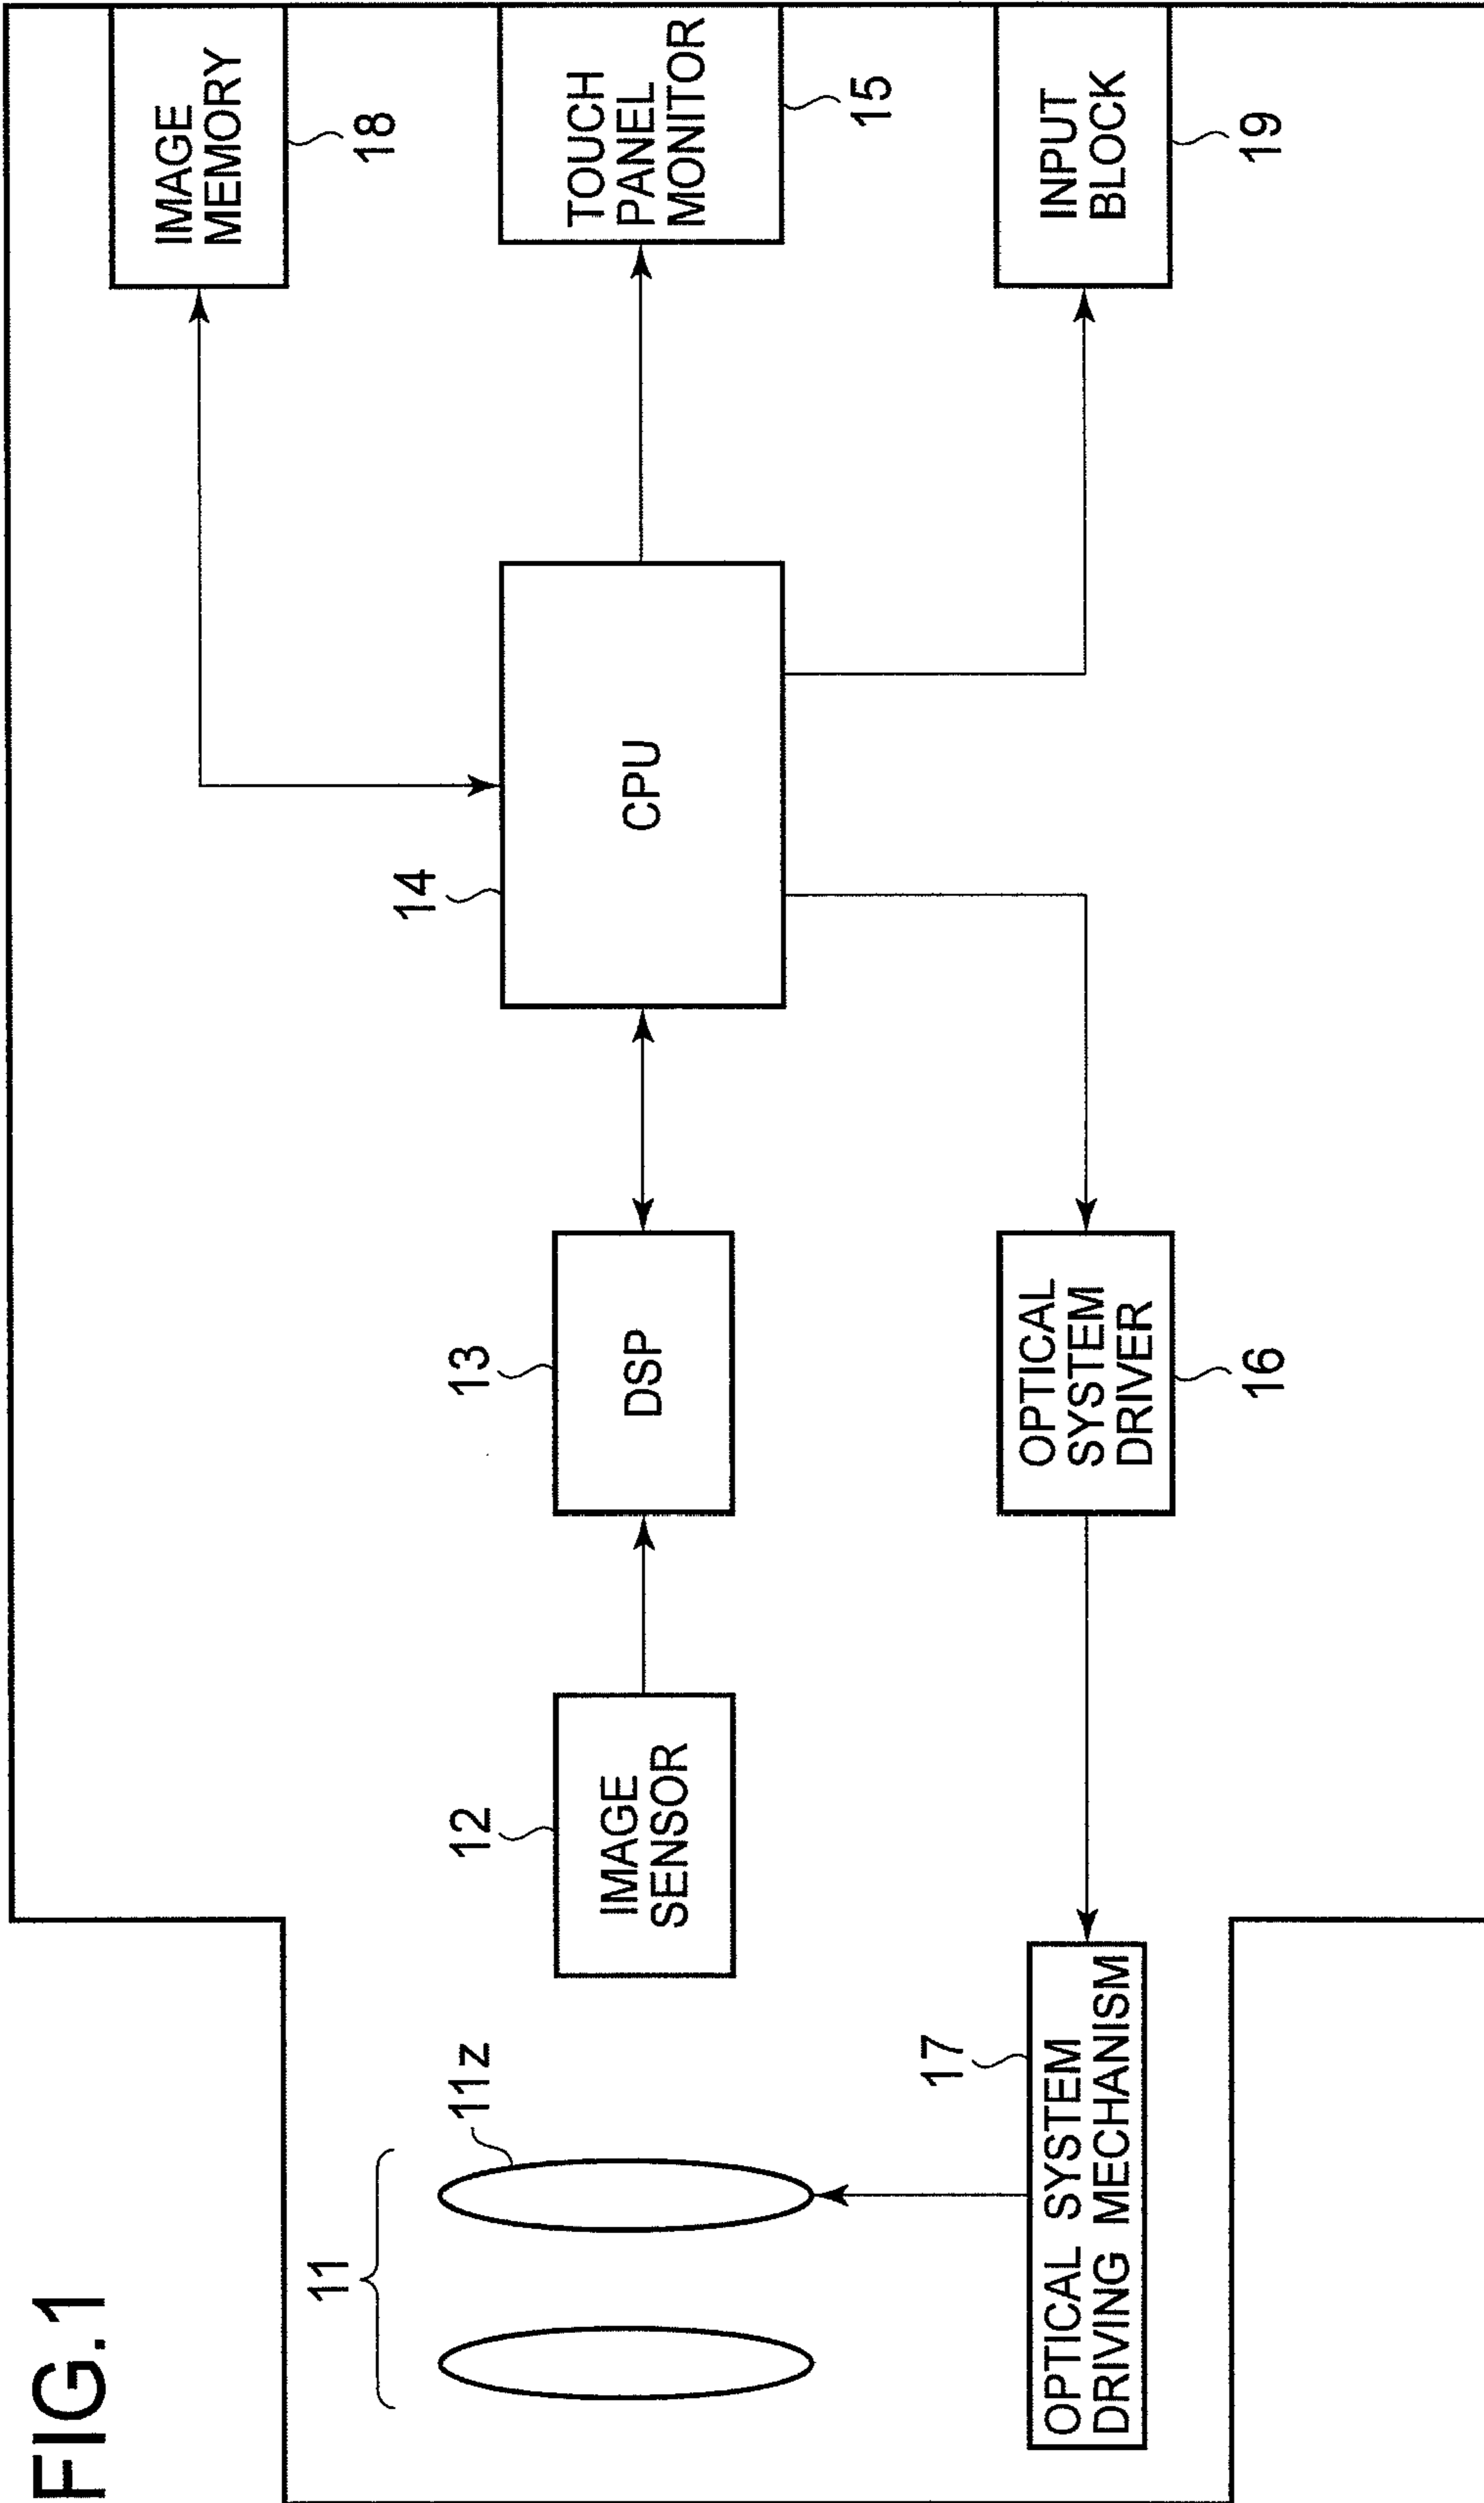 FIG.1
11
11z
12
IMAGE
SENSOR
13
DSP
14
CPU
IMAGE
MEMORY
18
TOUCH
PANEL
MONITOR
15
INPUT
BLOCK
19
OPTICAL
SYSTEM
DRIVER
16
17
OPTICAL SYSTEM
DRIVING MECHANISM